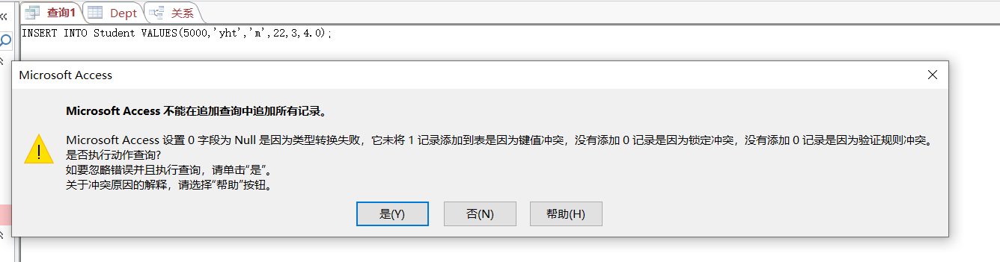 查询1 Dept 关系
INSERT INTO Student VALUES(5000,'yht','m',22,3,4.0);
Microsoft Access
Microsoft Access 不能在追加查询中追加所有记录。
Microsoft Access 设置 0 字段为 Null 是因为类型转换失败，它未将 1 记录添加到表是因为键值冲突，没有添加 0 记录是因为锁定冲突，没有添加 0 记录是因为验证规则冲突。
是否执行动作查询?
如要忽略错误并且执行查询，请单击“是”。
关于冲突原因的解释，请选择“帮助”按钮。
是(Y) 否(N) 帮助(H)